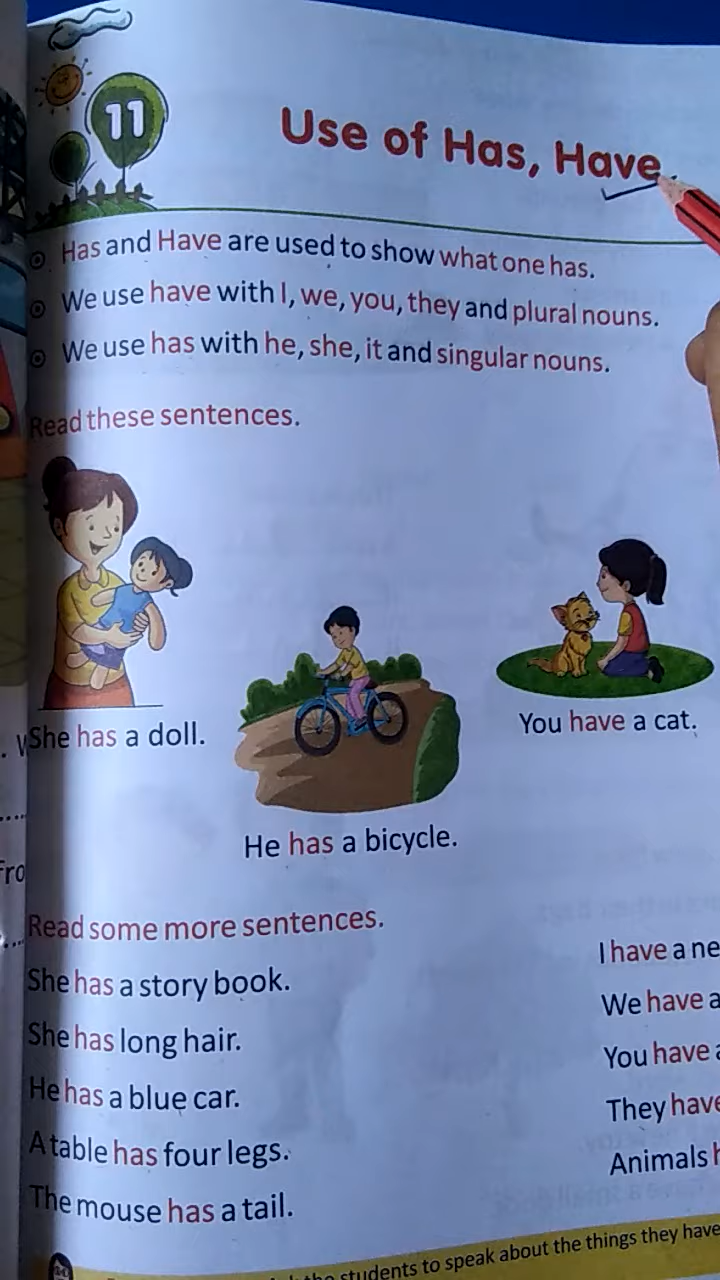 11
Use of Has, Have
Has and Have are used to show what one has.
We use have with I, we, you, they and plural nouns.
We use has with he, she, it and singular nouns.
Read these sentences.
She has a doll.
He has a bicycle.
You have a cat.
Read some more sentences.
She has a story book.
She has long hair.
He has a blue car.
A table has four legs.
The mouse has a tail.
I have a ne
We have a
You have a
They have
Animals h
students to speak about the things they have